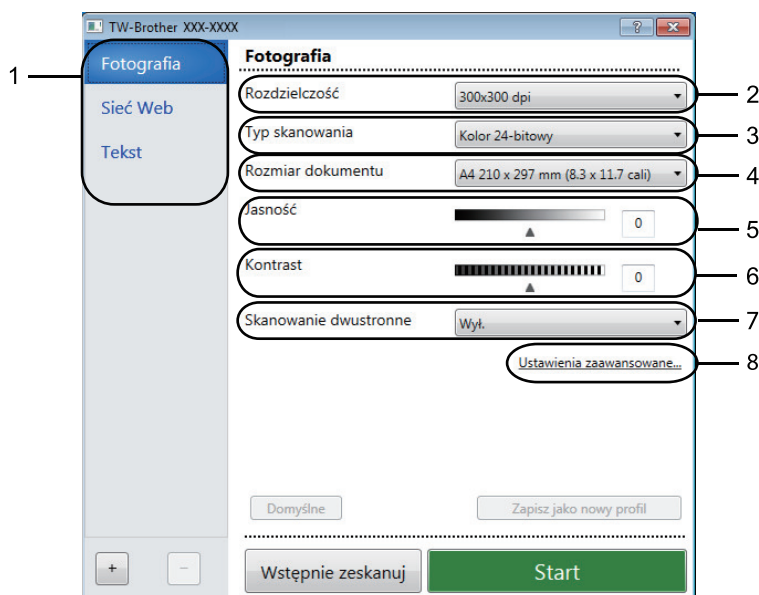 TW-Brother XXX-XXXX
?
1
Fotografia
Sieć Web
Tekst
Fotografia
Rozdzielczość 300x300 dpi 2
Typ skanowania Kolor 24-bitowy 3
Rozmiar dokumentu A4 210 x 297 mm (8.3 x 11.7 cali) 4
Jasność 0 5
Kontrast 0 6
Skanowanie dwustronne Wył. 7
Ustawienia zaawansowane... 8
Domyślne Zapisz jako nowy profil
+ − Wstępnie zeskanuj Start